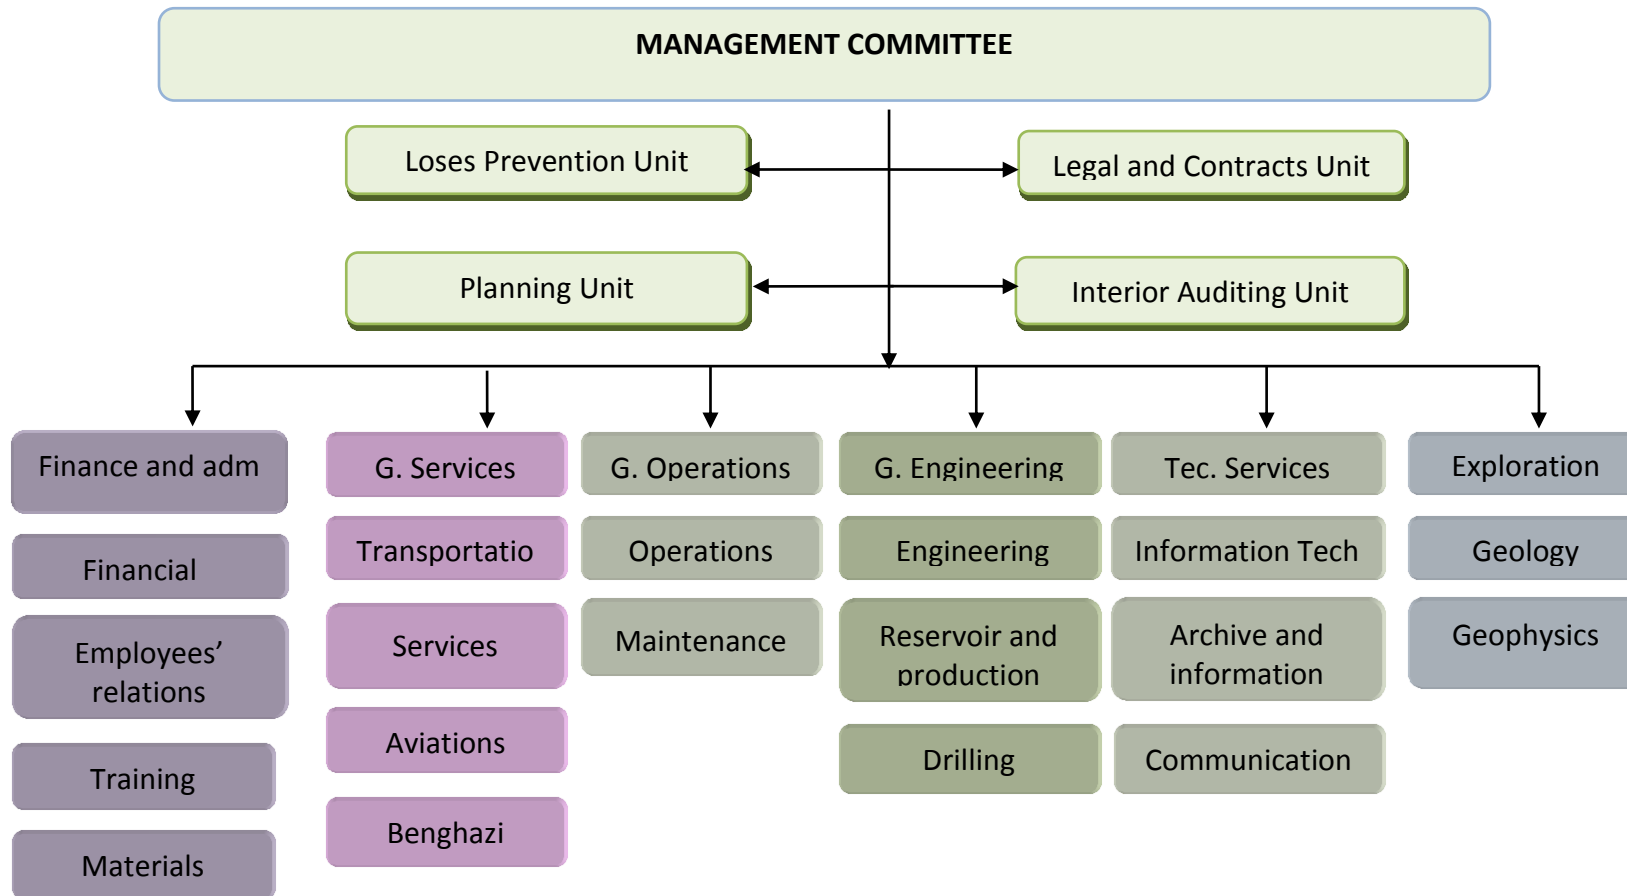 MANAGEMENT COMMITTEE
Loses Prevention Unit
Legal and Contracts Unit
Planning Unit
Interior Auditing Unit
Finance and adm
G. Services
G. Operations
G. Engineering
Tec. Services
Exploration
Financial
Transportatio
Operations
Engineering
Information Tech
Geology
Employees’
relations
Services
Maintenance
Reservoir and
production
Archive and
information
Geophysics
Training
Aviations
Drilling
Communication
Materials
Benghazi